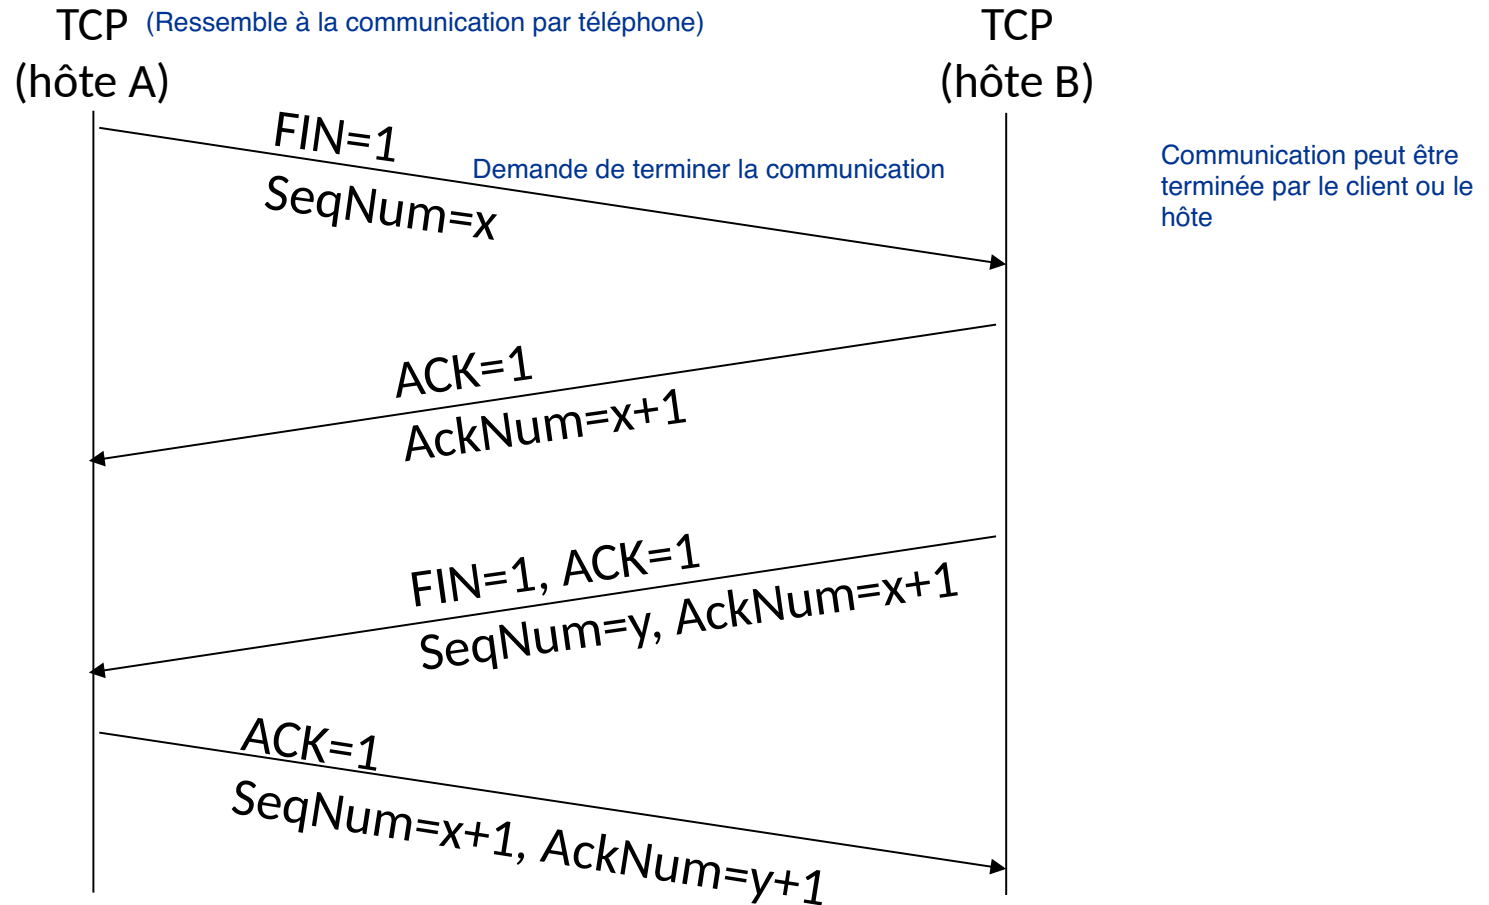 TCP (Ressemble à la communication par téléphone)
(hôte A)
TCP
(hôte B)
FIN=1
SeqNum=x
Demande de terminer la communication
Communication peut être
terminée par le client ou le
hôte
ACK=1
AckNum=x+1
FIN=1, ACK=1
SeqNum=y, AckNum=x+1
ACK=1
SeqNum=x+1, AckNum=y+1